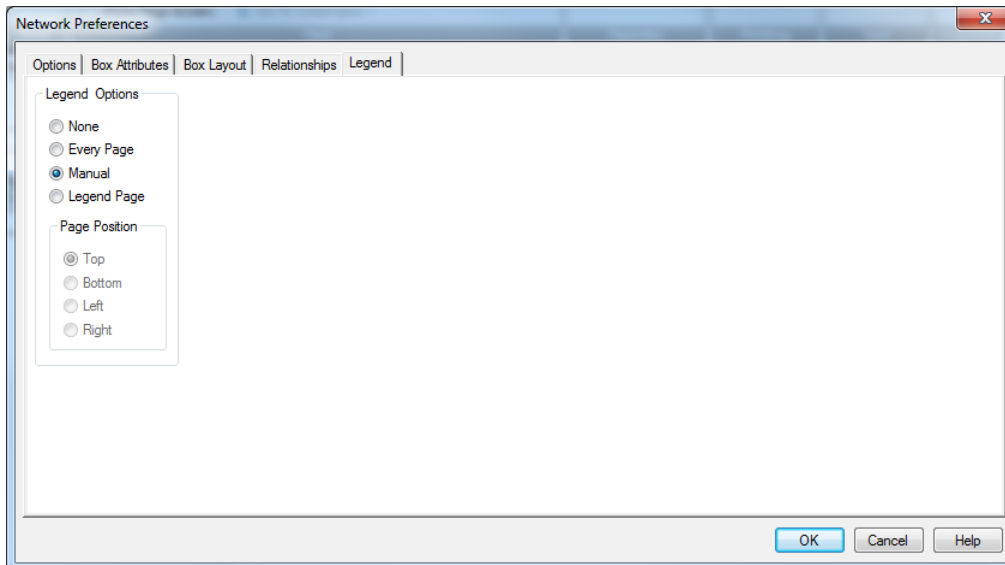 Network Preferences
Options Box Attributes Box Layout Relationships Legend
Legend Options
None
Every Page
Manual
Legend Page
Page Position
Top
Bottom
Left
Right
OK Cancel Help